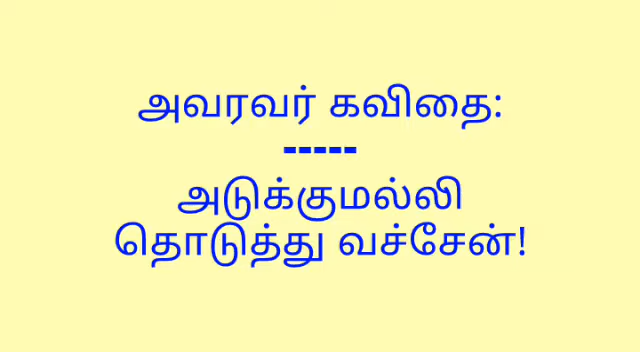 அவரவர் கவிதை:
-----
அடுக்குமல்லி
தொடுத்து வச்சேன்!